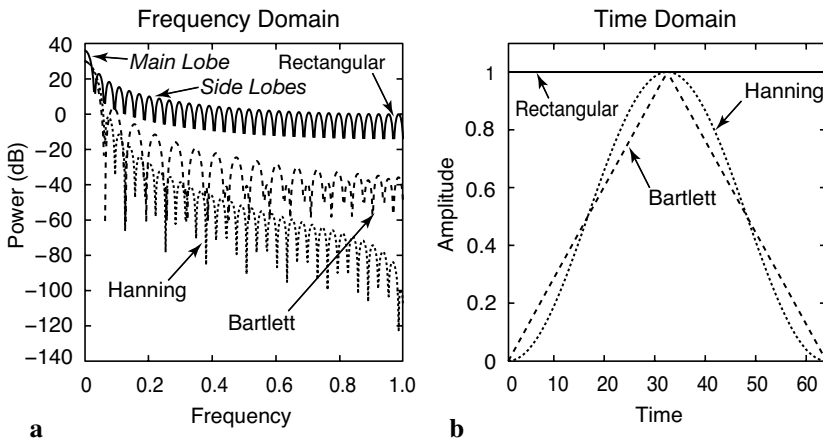 Frequency Domain
40
20
0
−20
−40
−60
−80
−100
−120
−140
Power (dB)
Main Lobe
Side Lobes
Rectangular
Hanning
Bartlett
0
0.2
0.4
0.6
0.8
1.0
Frequency
a
Time Domain
1
0.8
0.6
0.4
0.2
0
Amplitude
Rectangular
Hanning
Bartlett
0
10
20
30
40
50
60
Time
b